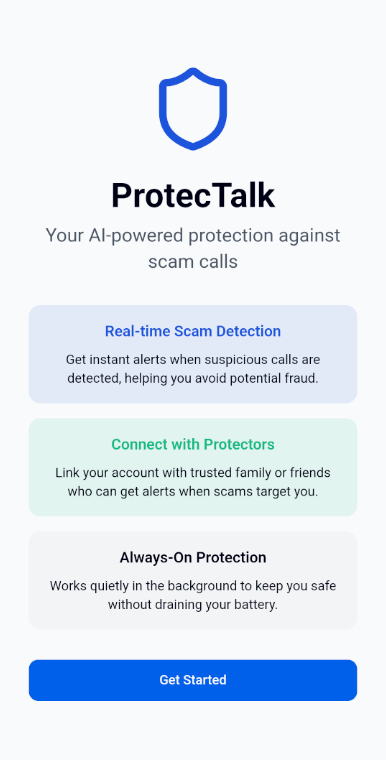 ProtecTalk
Your AI-powered protection against
scam calls
Real-time Scam Detection
Get instant alerts when suspicious calls are
detected, helping you avoid potential fraud.
Connect with Protectors
Link your account with trusted family or friends
who can get alerts when scams target you.
Always-On Protection
Works quietly in the background to keep you safe
without draining your battery.
Get Started